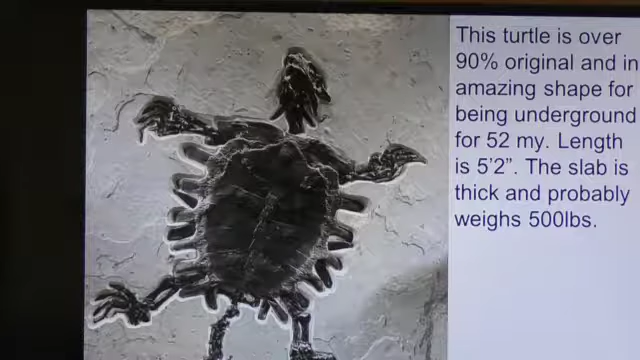 This turtle is over
90% original and in
amazing shape for
being underground
for 52 my. Length
is 5'2”. The slab is
thick and probably
weighs 500lbs.